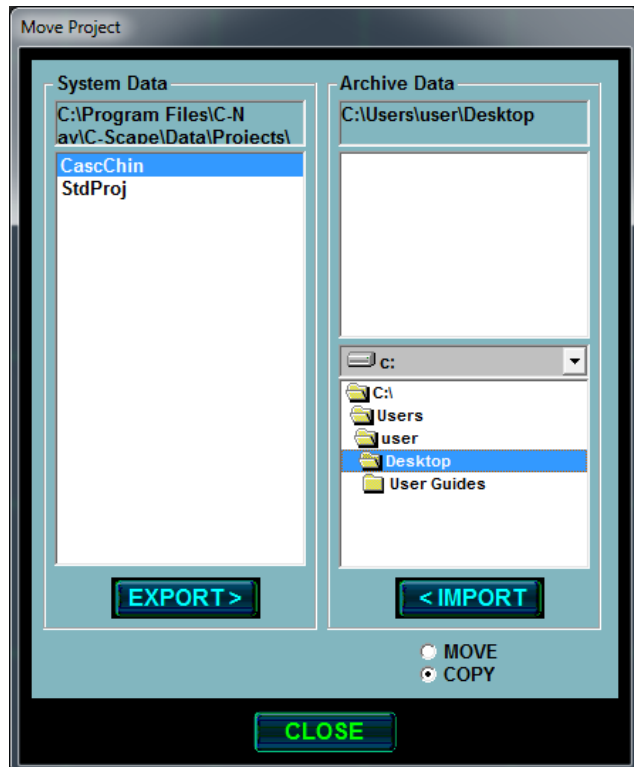 Move Project
System Data
C:\Program Files\C-N
av\C-Scape\Data\Projects\
CascChin
StdProj
EXPORT >
Archive Data
C:\Users\user\Desktop
c:
C:\
Users
user
Desktop
User Guides
< IMPORT
MOVE
COPY
CLOSE